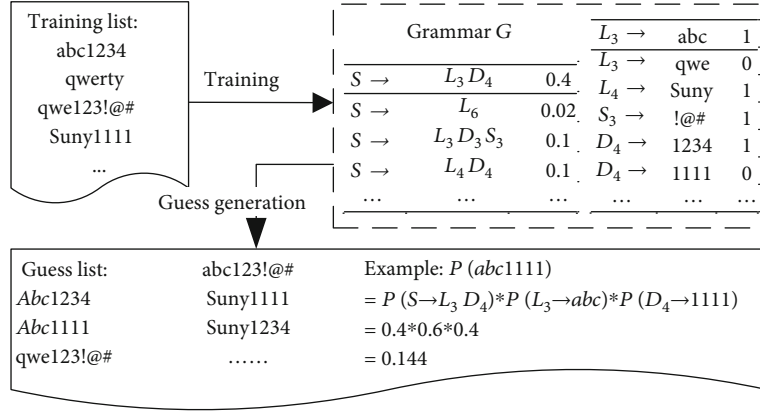 Training list:
abc1234
qwerty
qwe123!@#
Suny1111
...
Training
Grammar G
S → L3 D4 0.4
S → L6 0.02
S → L3 D3 S3 0.1
S → L4 D4 0.1
... ... ...
L3 → abc 1
L3 → qwe 0
L4 → Suny 1
S3 → !@# 1
D4 → 1234 1
D4 → 1111 0
... ... ...
Guess generation
Guess list: abc123!@#
Abc1234 Suny1111
Abc1111 Suny1234
qwe123!@# ......
Example: P (abc1111)
= P (S→L3 D4)*P (L3→abc)*P (D4→1111)
= 0.4*0.6*0.4
= 0.144